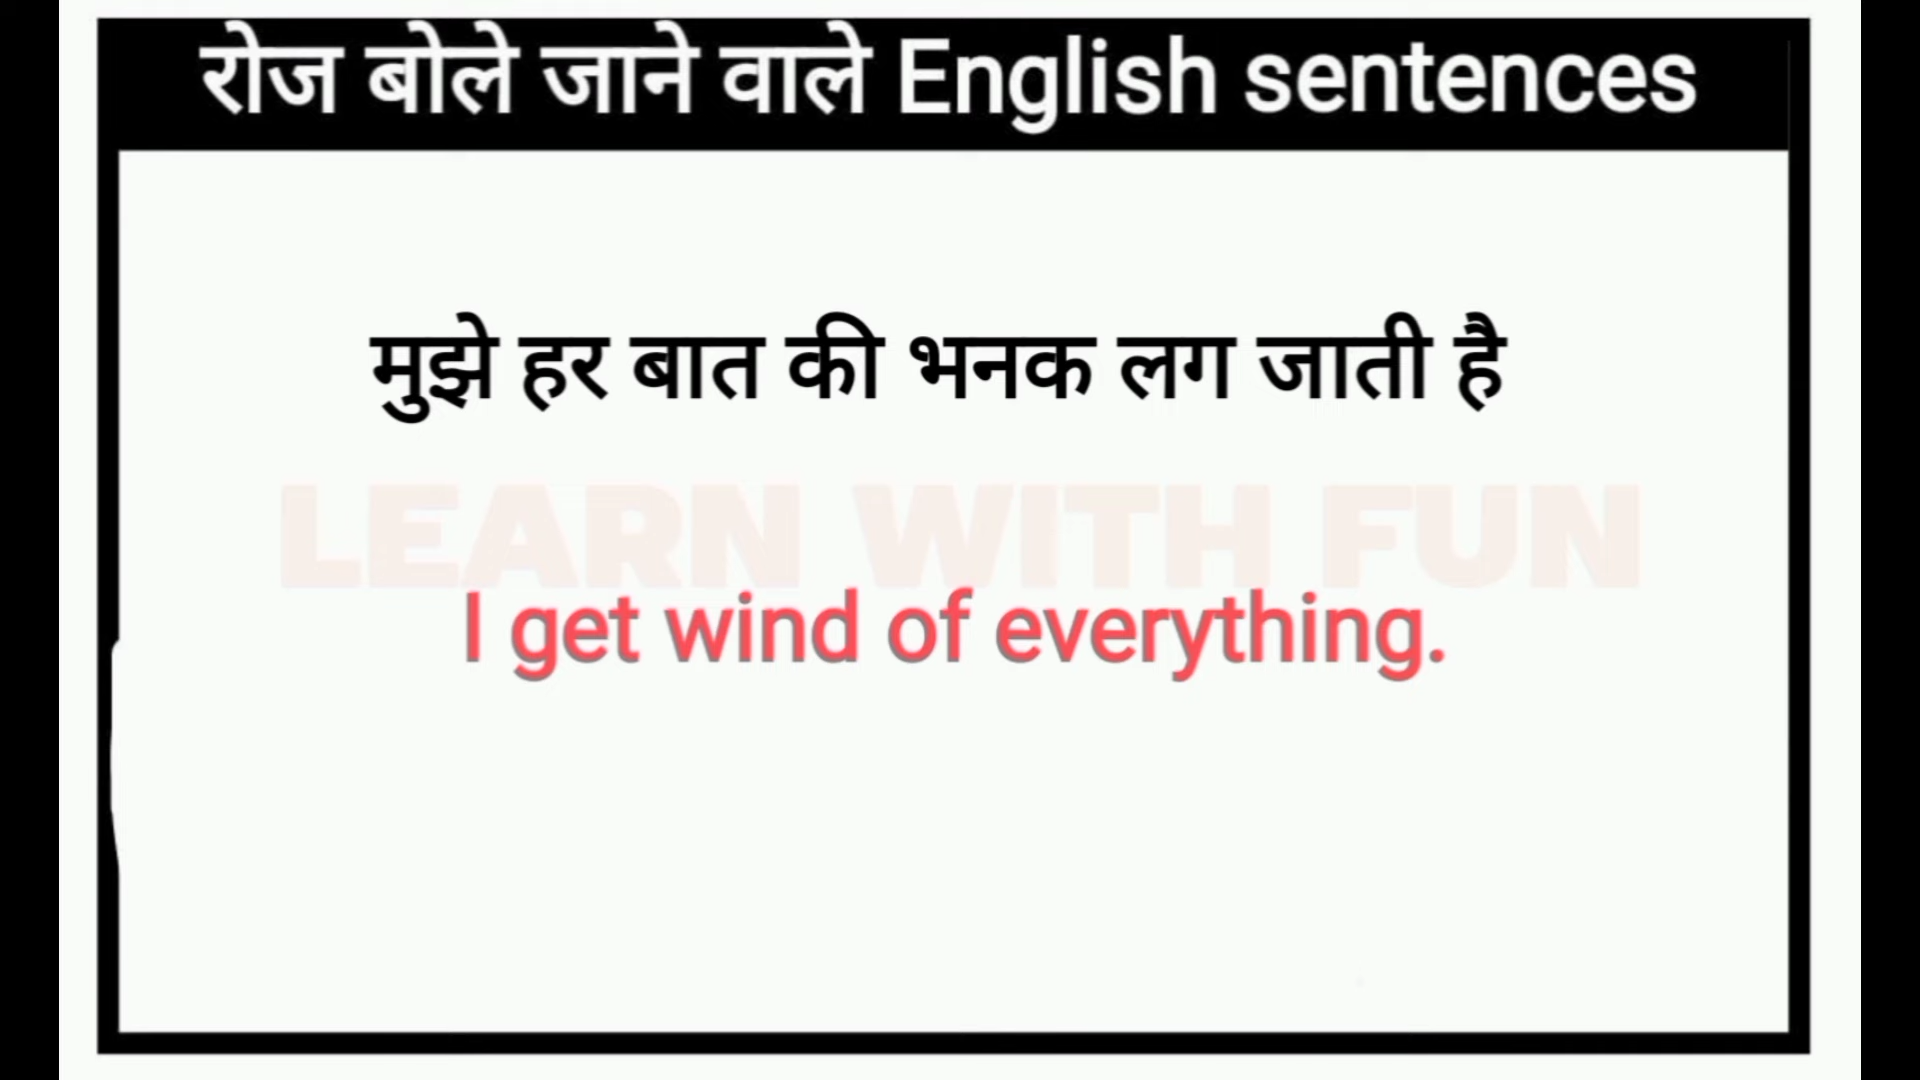 रोज बोले जाने वाले English sentences
मुझे हर बात की भनक लग जाती है
LEARN WITH FUN
I get wind of everything.